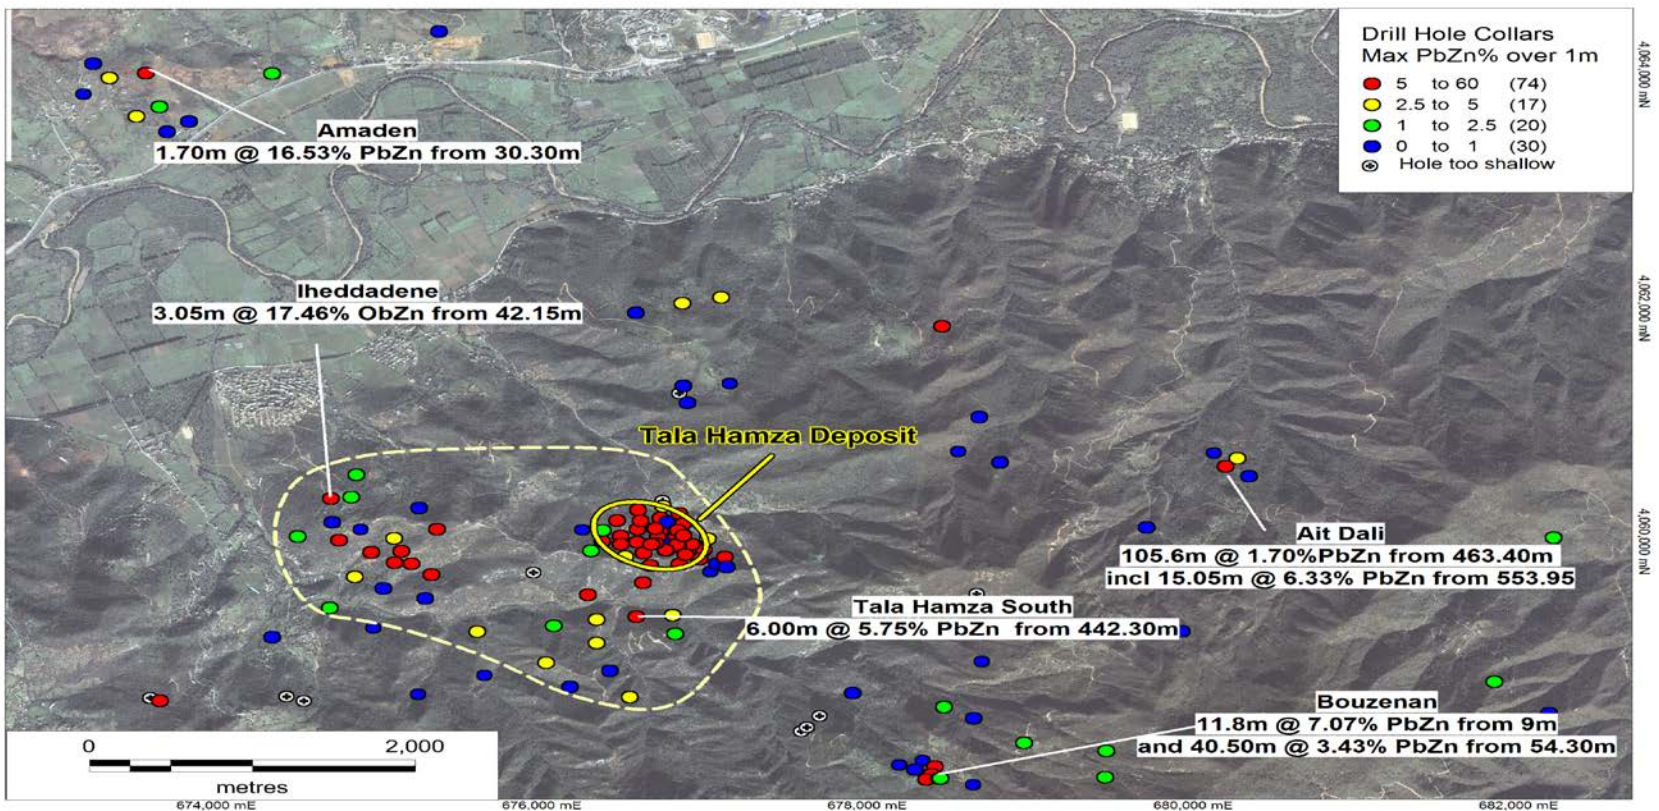 Drill Hole Collars
Max PbZn% over 1m
5 to 60 (74)
2.5 to 5 (17)
1 to 2.5 (20)
0 to 1 (30)
Hole too shallow
4,064,000 mN
Amaden
1.70m @ 16.53% PbZn from 30.30m
Iheddadene
3.05m @ 17.46% ObZn from 42.15m
4,062,000 mN
Tala Hamza Deposit
Ait Dali
105.6m @ 1.70%PbZn from 463.40m
incl 15.05m @ 6.33% PbZn from 553.95
4,060,000 mN
Tala Hamza South
6.00m @ 5.75% PbZn from 442.30m
Bouzenan
11.8m @ 7.07% PbZn from 9m
and 40.50m @ 3.43% PbZn from 54.30m
0 2,000
metres
674,000 mE 676,000 mE 678,000 mE 680,000 mE 682,000 mE